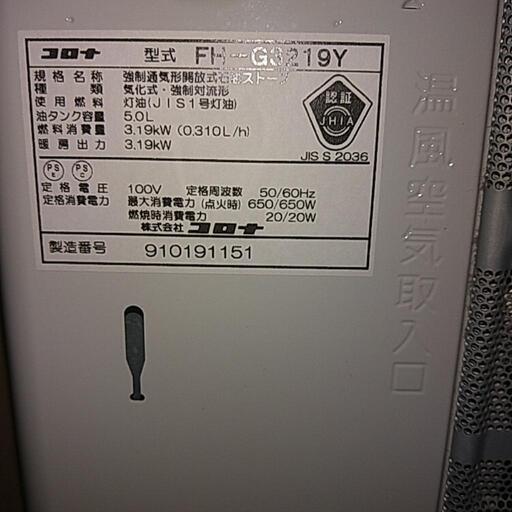 コロナ 型式 FH-G3219Y
規格名称 強制通気形開放式石油ストーブ
種類 気化式・強制対流形
使用燃料 灯油(JIS1号灯油)
油タンク容量 5.0L
燃料消費量 3.19kW (0.310L/h)
暖房出力 3.19kW
認証
JHIA
JIS S 2036
PS E PS C
定格電圧 100V 定格周波数 50/60Hz
定格消費電力 最大消費電力(点火時) 650/650W
燃焼時消費電力 20/20W
株式会社 コロナ
製造番号 910191151
温風空気取入口